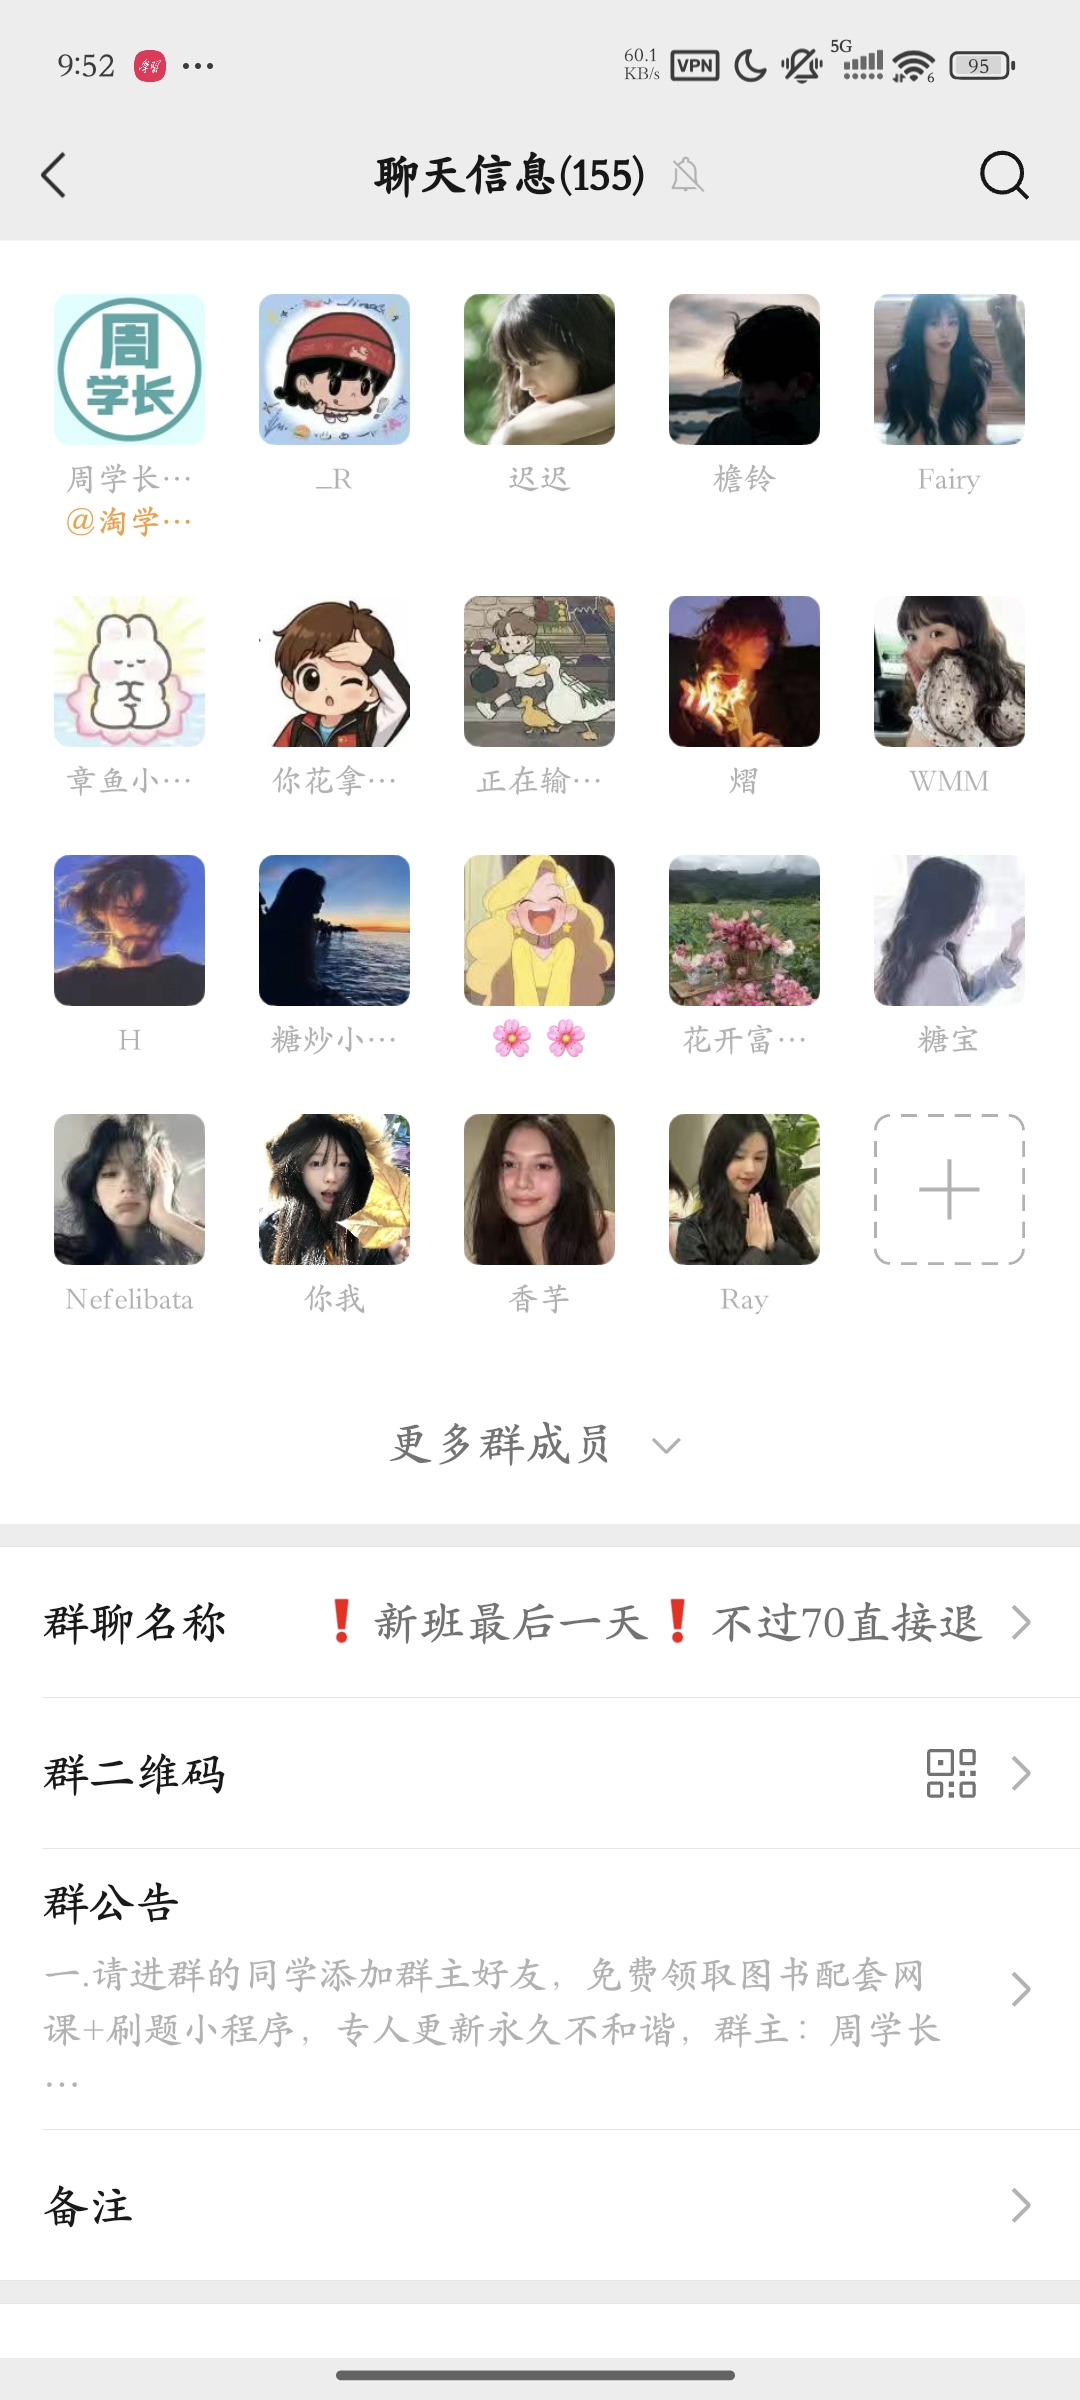 9:52
60.1
KB/s
VPN
5G
6
95
聊天信息(155)
周
学长
周学长…
@淘学…
_R
迟迟
檐铃
Fairy
章鱼小…
你花拿…
正在输…
熠
WMM
H
糖炒小…
🌸 🌸
花开富…
糖宝
Nefelibata
你我
香芋
Ray
更多群成员
群聊名称
❗新班最后一天❗不过70直接退
群二维码
群公告
一.请进群的同学添加群主好友，免费领取图书配套网
课+刷题小程序，专人更新永久不和谐，群主：周学长
…
备注